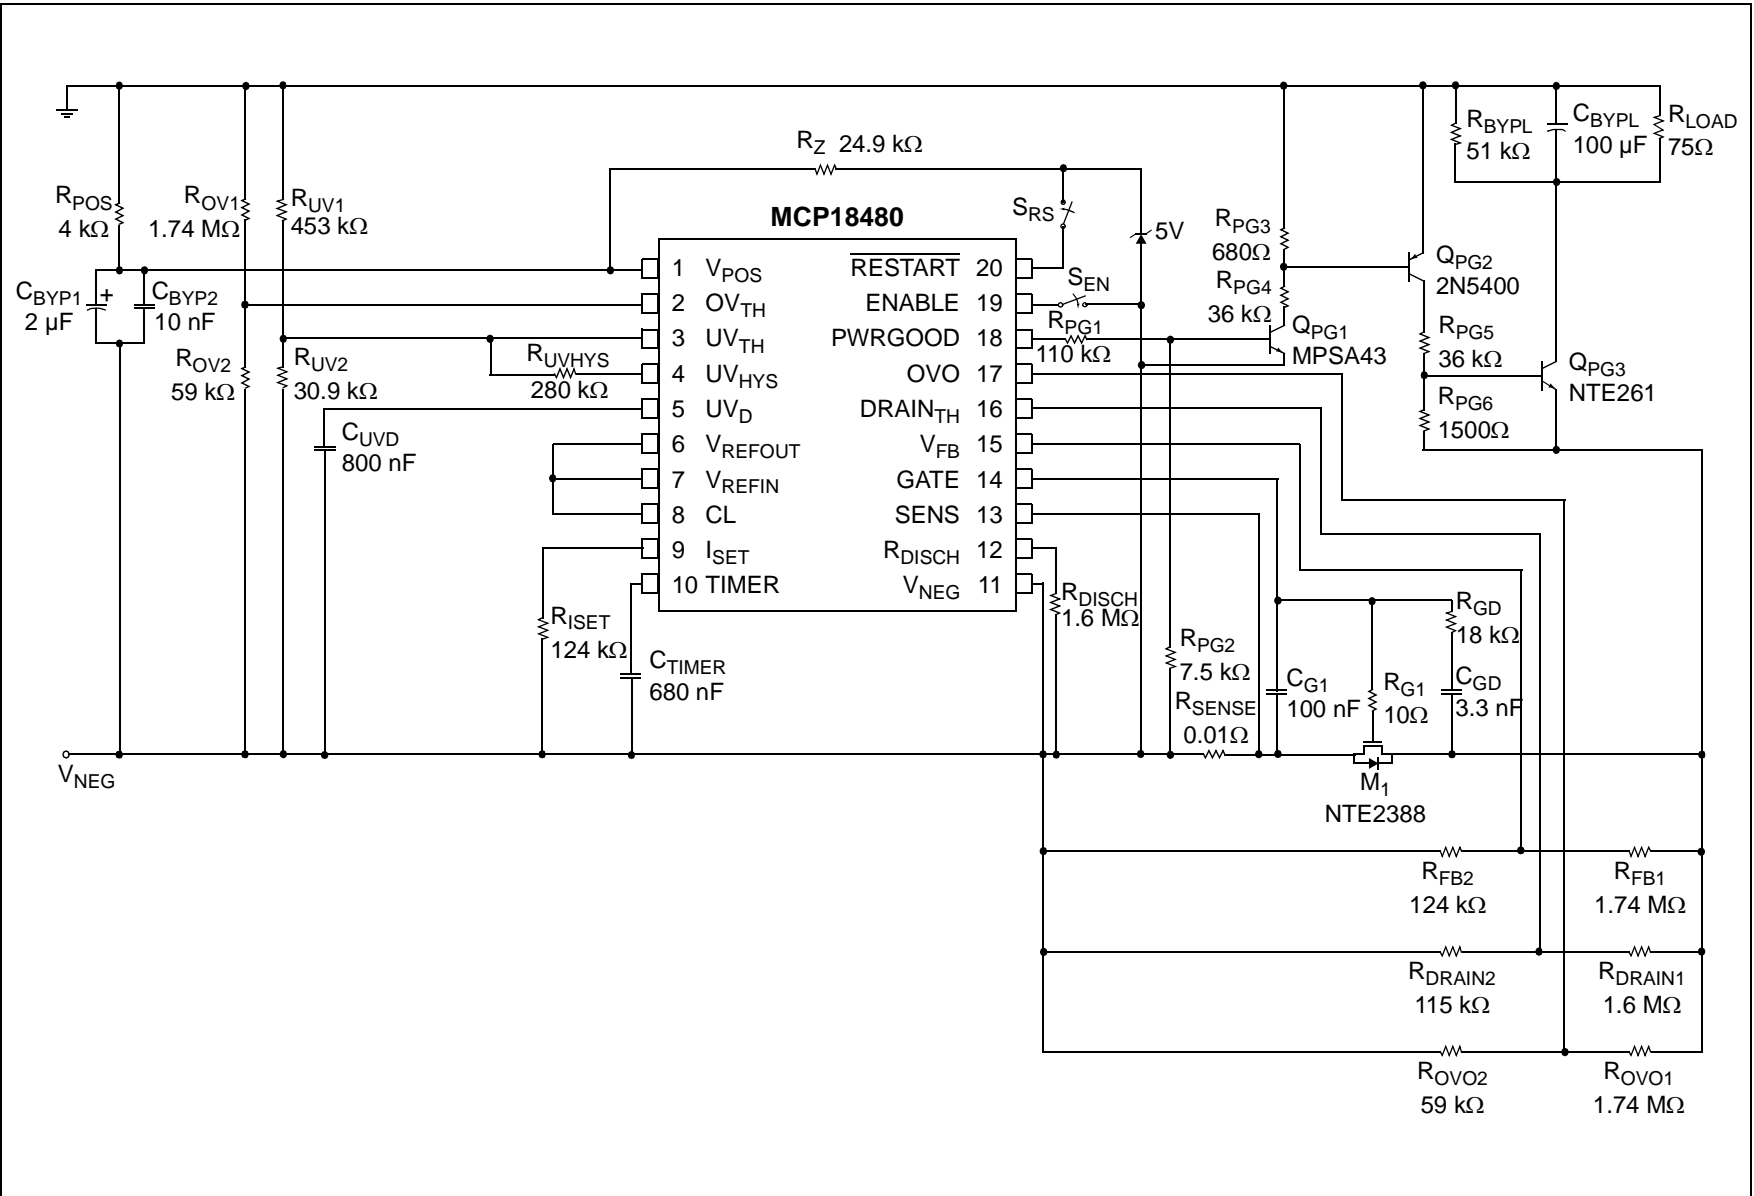 R_Z 24.9 kΩ
R_POS
4 kΩ
R_OV1
1.74 MΩ
R_UV1
453 kΩ
C_BYP1
2 µF
+
C_BYP2
10 nF
R_OV2
59 kΩ
R_UV2
30.9 kΩ
R_UVHYS
280 kΩ
C_UVD
800 nF
R_ISET
124 kΩ
C_TIMER
680 nF
V_NEG
MCP18480
1 V_POS
2 OV_TH
3 UV_TH
4 UV_HYS
5 UV_D
6 V_REFOUT
7 V_REFIN
8 CL
9 I_SET
10 TIMER
RESTART 20
ENABLE 19
PWRGOOD 18
OVO 17
DRAIN_TH 16
V_FB 15
GATE 14
SENS 13
R_DISCH 12
V_NEG 11
S_RS
S_EN
5V
R_PG1
110 kΩ
R_DISCH
1.6 MΩ
R_PG2
7.5 kΩ
R_SENSE
0.01Ω
R_PG3
680Ω
R_PG4
36 kΩ
Q_PG1
MPSA43
Q_PG2
2N5400
R_PG5
36 kΩ
R_PG6
1500Ω
Q_PG3
NTE261
R_BYPL
51 kΩ
C_BYPL
100 µF
R_LOAD
75Ω
C_G1
100 nF
R_G1
10Ω
R_GD
18 kΩ
C_GD
3.3 nF
M_1
NTE2388
R_FB2
124 kΩ
R_FB1
1.74 MΩ
R_DRAIN2
115 kΩ
R_DRAIN1
1.6 MΩ
R_OVO2
59 kΩ
R_OVO1
1.74 MΩ